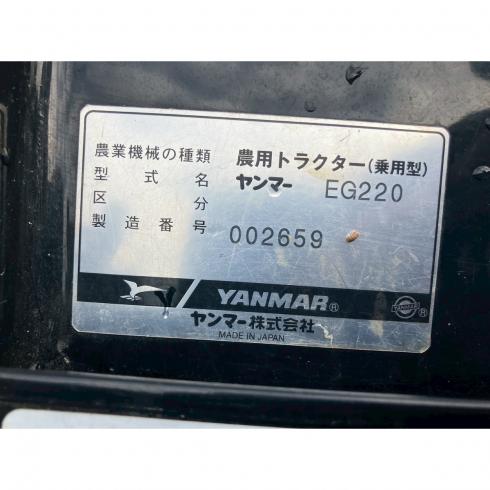 農業機械の種類 農用トラクター(乗用型)
型式名 ヤンマー EG220
区分
製造番号 002659
YANMAR®
YANMAR ®
ヤンマー株式会社
MADE IN JAPAN